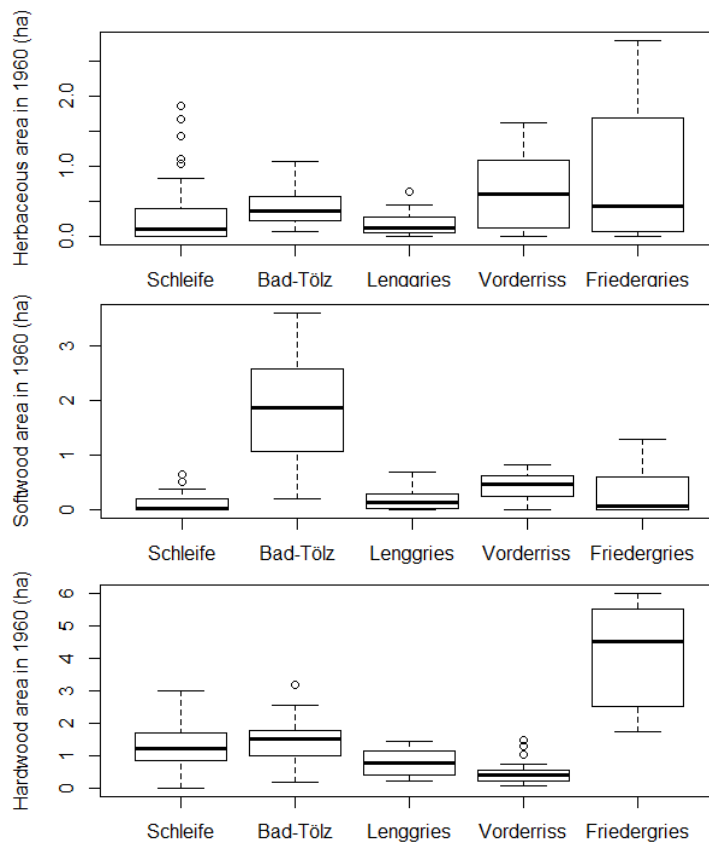 Herbaceous area in 1960 (ha)
2.0
1.0
0.0
Schleife Bad-Tölz Lenggries Vorderriss Friedergries
Softwood area in 1960 (ha)
3
2
1
0
Schleife Bad-Tölz Lenggries Vorderriss Friedergries
Hardwood area in 1960 (ha)
6
5
4
3
2
1
0
Schleife Bad-Tölz Lenggries Vorderriss Friedergries